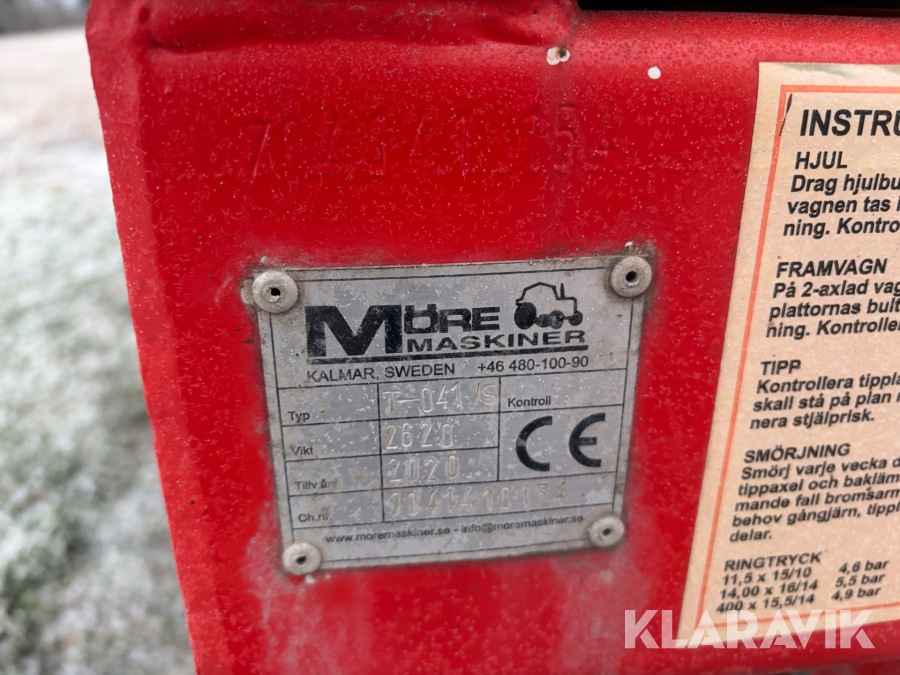 INSTRU
HJUL
Drag hjulbu
vagnen tas
ning. Kontro
FRAMVAGN
På 2-axlad vag
plattornas bult
ning. Kontroller
TIPP
Kontrollera tippla
skall stå på plan
nera stjälprisk.
SMÖRJNING
Smörj varje vecka d
tippaxel och bakläm
mande fall bromsarm
behov gångjärn, tippl
delar.
RINGTRYCK
11,5 x 15/10 4,6 bar
14,00 x 16/14 5,5 bar
400 x 15,5/14 4,9 bar
MÖRE
MASKINER
KALMAR, SWEDEN +46 480-100-90
Typ T-041/S Kontroll
Vikt 2620 CE
Tillv.år 2020
Ch.nr.
www.moremaskiner.se - info@moremaskiner.se
KLARAVIK